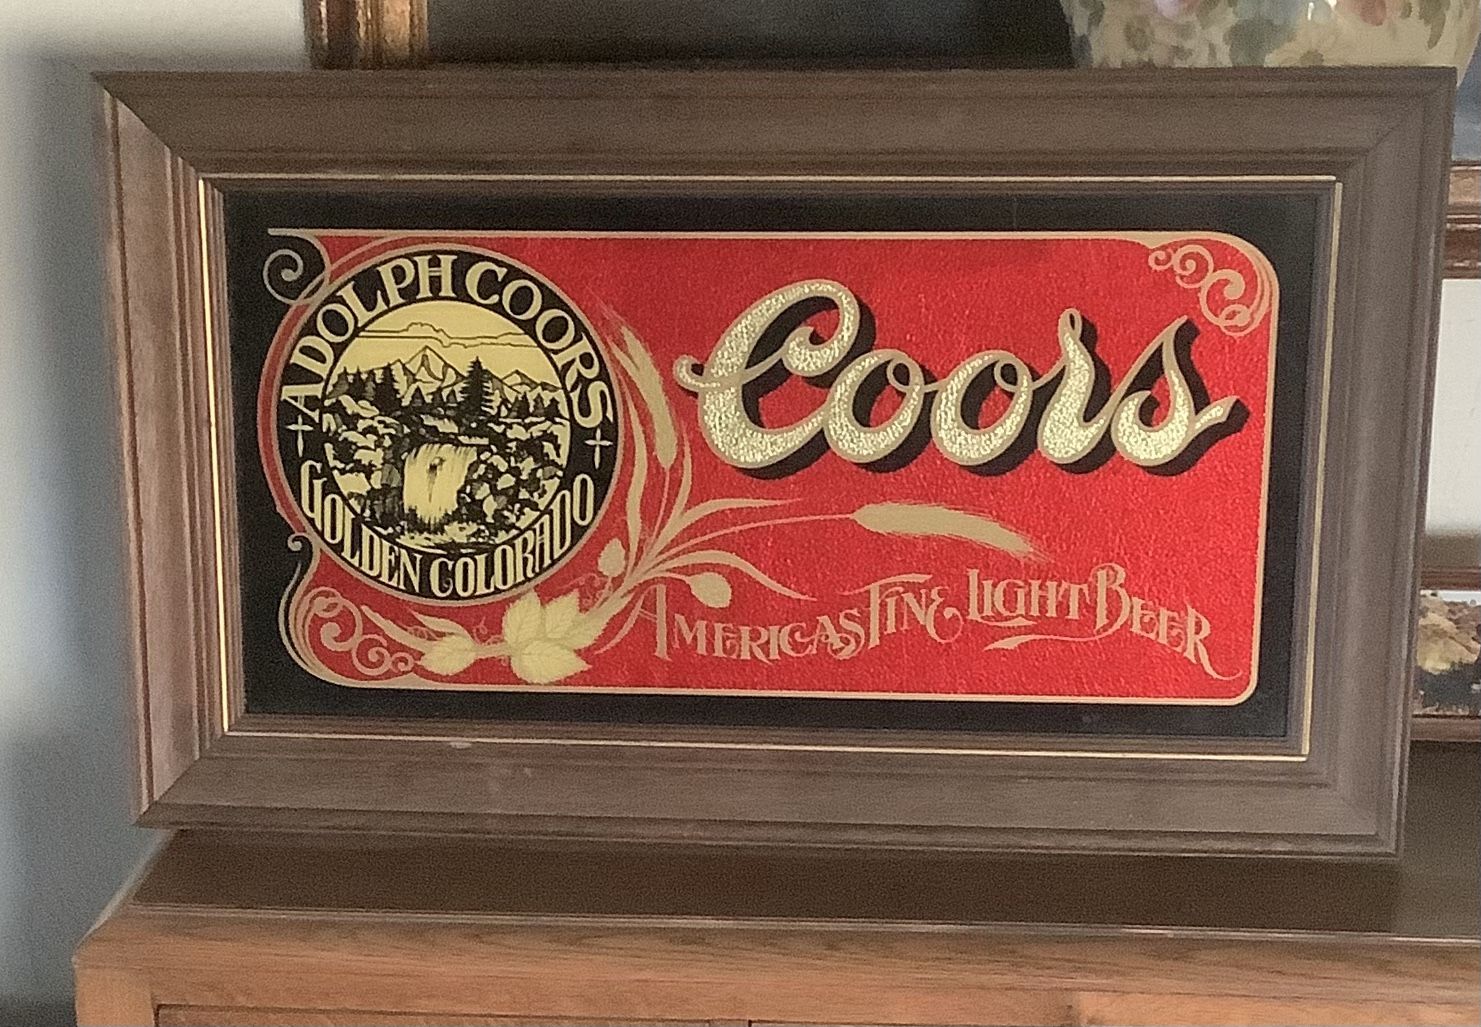 ADOLPH COORS
GOLDEN COLORADO
Coors
AMERICAS FINE LIGHT BEER